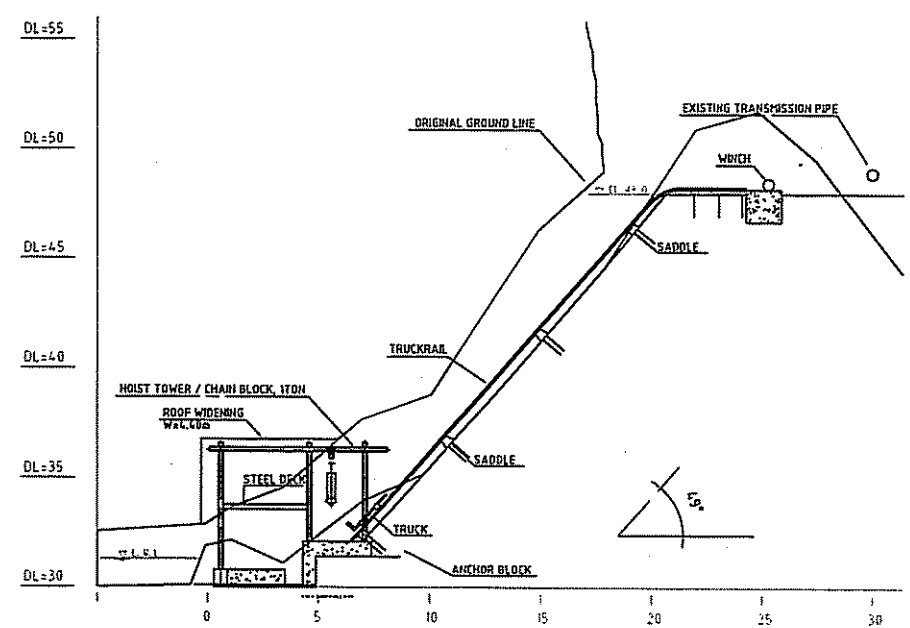 DL=55
ORIGINAL GROUND LINE
EXISTING TRANSMISSION PIPE
DL=50
WINCH
DL=45
SADDLE
TRUCKRAIL
DL=40
HOIST TOWER / CHAIN BLOCK, 1TON
ROOF WIDENING
W=4.40m
DL=35
STEEL DECK
SADDLE
TRUCK
ANCHOR BLOCK
DL=30
0 5 10 15 20 25 30